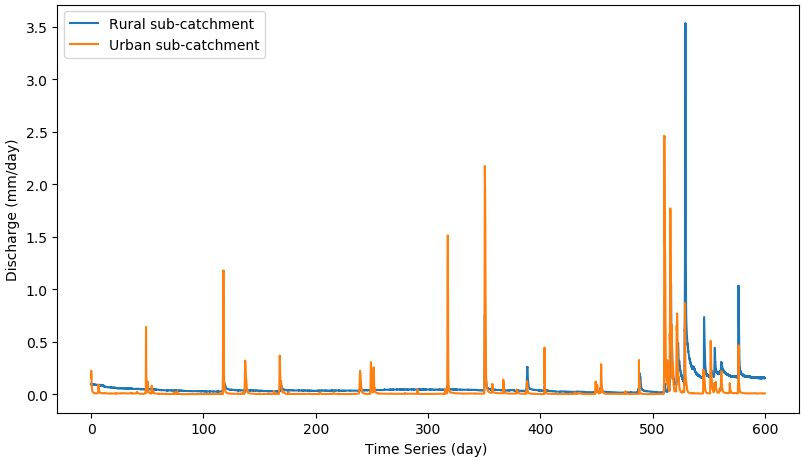 Rural sub-catchment
Urban sub-catchment
3.5
3.0
2.5
2.0
1.5
1.0
0.5
0.0
Discharge (mm/day)
0 100 200 300 400 500 600
Time Series (day)